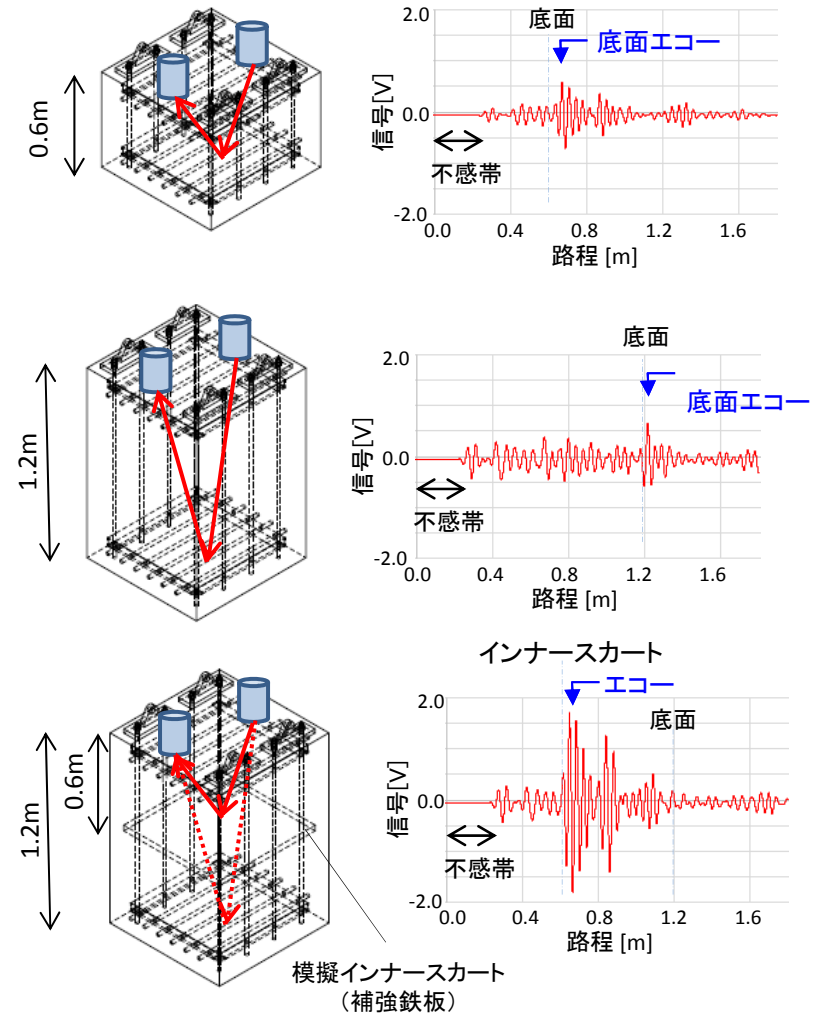 0.6m
底面
底面エコー
信号[V]
2.0
0.0
-2.0
不感帯
0.0 0.4 0.8 1.2 1.6
路程 [m]
1.2m
底面
底面エコー
信号[V]
2.0
0.0
-2.0
不感帯
0.0 0.4 0.8 1.2 1.6
路程 [m]
1.2m
0.6m
インナースカート
エコー
底面
信号[V]
2.0
0.0
-2.0
不感帯
0.0 0.4 0.8 1.2 1.6
路程 [m]
模擬インナースカート
（補強鉄板）